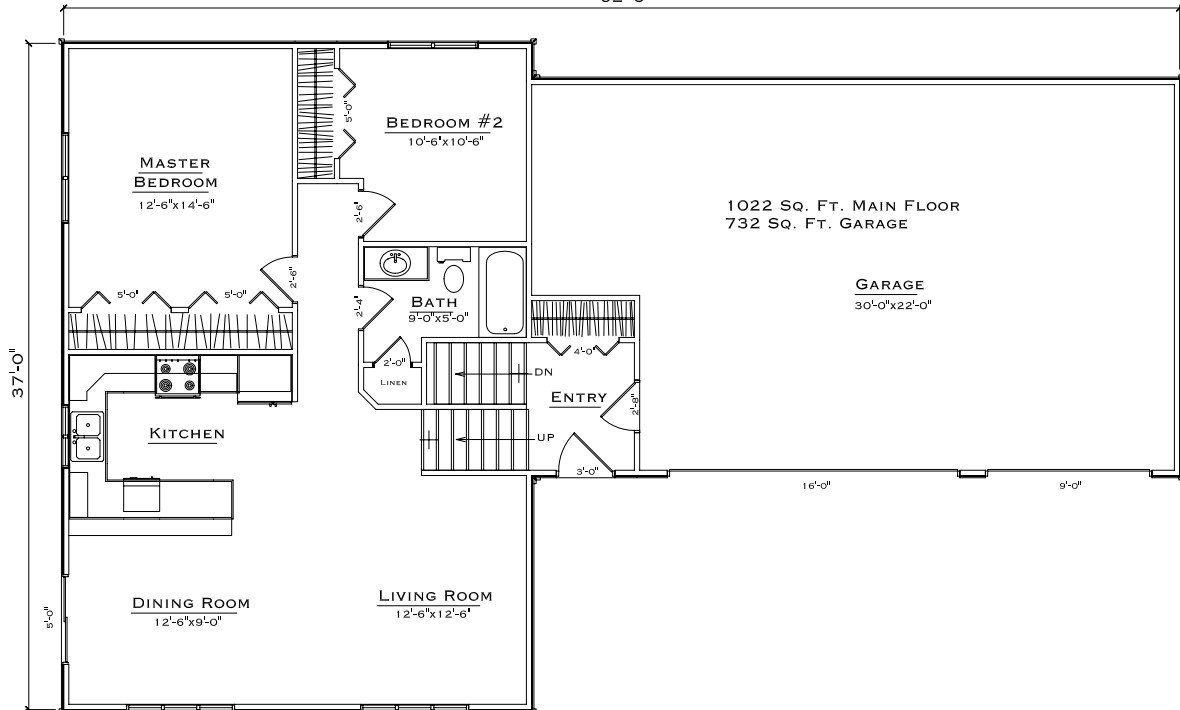 37'-0"
MASTER
BEDROOM
12'-6"x14'-6"
5'-0"
BEDROOM #2
10'-6"x10'-6"
2'-6"
2'-6"
5'-0"
5'-0"
1022 SQ. FT. MAIN FLOOR
732 SQ. FT. GARAGE
GARAGE
30'-0"x22'-0"
BATH
9'-0"x5'-0"
2'-4"
2'-0"
LINEN
4'-0"
DN
ENTRY
2'-8"
UP
3'-0"
KITCHEN
16'-0"
9'-0"
DINING ROOM
12'-6"x9'-0"
LIVING ROOM
12'-6"x12'-6"
5'-0"